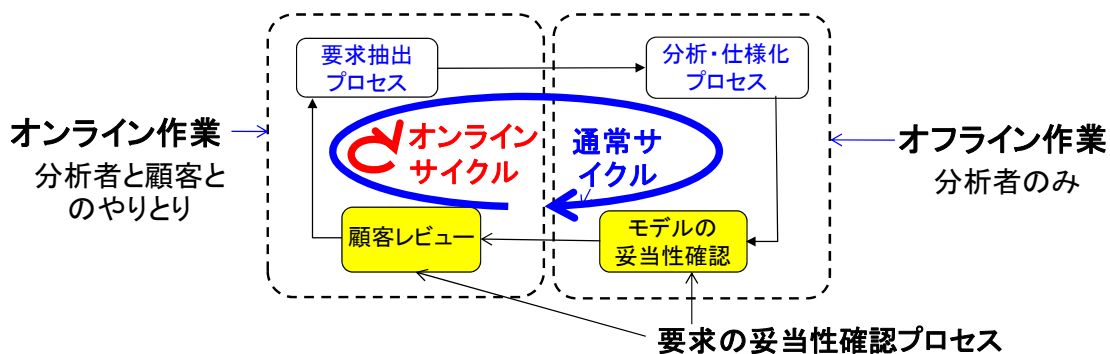 要求抽出
プロセス
分析・仕様化
プロセス
オンライン作業
分析者と顧客と
のやりとり
オンライン
サイクル
通常サ
イクル
オフライン作業
分析者のみ
顧客レビュー
モデルの
妥当性確認
要求の妥当性確認プロセス